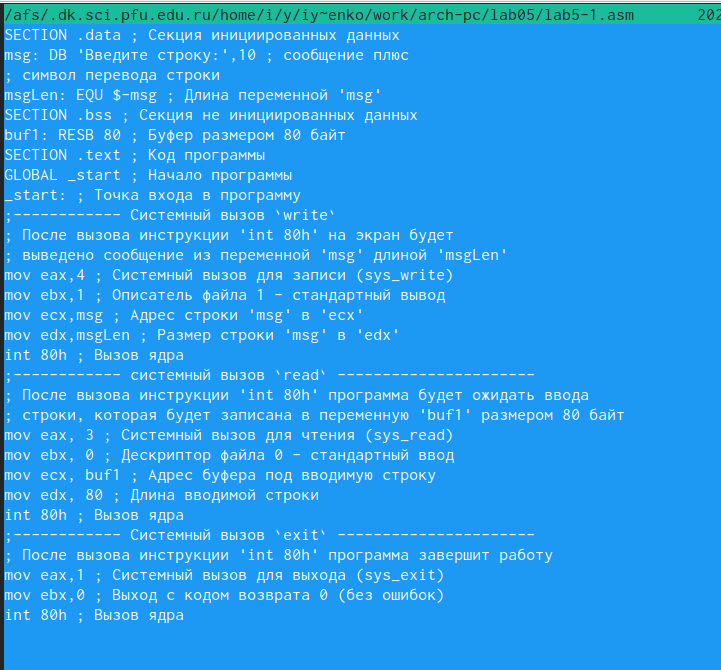 /afs/.dk.sci.pfu.edu.ru/home/i/y/iy~enko/work/arch-pc/lab05/lab5-1.asm 202
SECTION .data ; Секция инициированных данных
msg: DB 'Введите строку:',10 ; сообщение плюс
; символ перевода строки
msgLen: EQU $-msg ; Длина переменной 'msg'
SECTION .bss ; Секция не инициированных данных
buf1: RESB 80 ; Буфер размером 80 байт
SECTION .text ; Код программы
GLOBAL _start ; Начало программы
_start: ; Точка входа в программу
;------------ Системный вызов `write`
; После вызова инструкции 'int 80h' на экран будет
; выведено сообщение из переменной 'msg' длиной 'msgLen'
mov eax,4 ; Системный вызов для записи (sys_write)
mov ebx,1 ; Описатель файла 1 - стандартный вывод
mov ecx,msg ; Адрес строки 'msg' в 'ecx'
mov edx,msgLen ; Размер строки 'msg' в 'edx'
int 80h ; Вызов ядра
;------------ системный вызов `read` ----------------------
; После вызова инструкции 'int 80h' программа будет ожидать ввода
; строки, которая будет записана в переменную 'buf1' размером 80 байт
mov eax, 3 ; Системный вызов для чтения (sys_read)
mov ebx, 0 ; Дескриптор файла 0 - стандартный ввод
mov ecx, buf1 ; Адрес буфера под вводимую строку
mov edx, 80 ; Длина вводимой строки
int 80h ; Вызов ядра
;------------ Системный вызов `exit` ----------------------
; После вызова инструкции 'int 80h' программа завершит работу
mov eax,1 ; Системный вызов для выхода (sys_exit)
mov ebx,0 ; Выход с кодом возврата 0 (без ошибок)
int 80h ; Вызов ядра